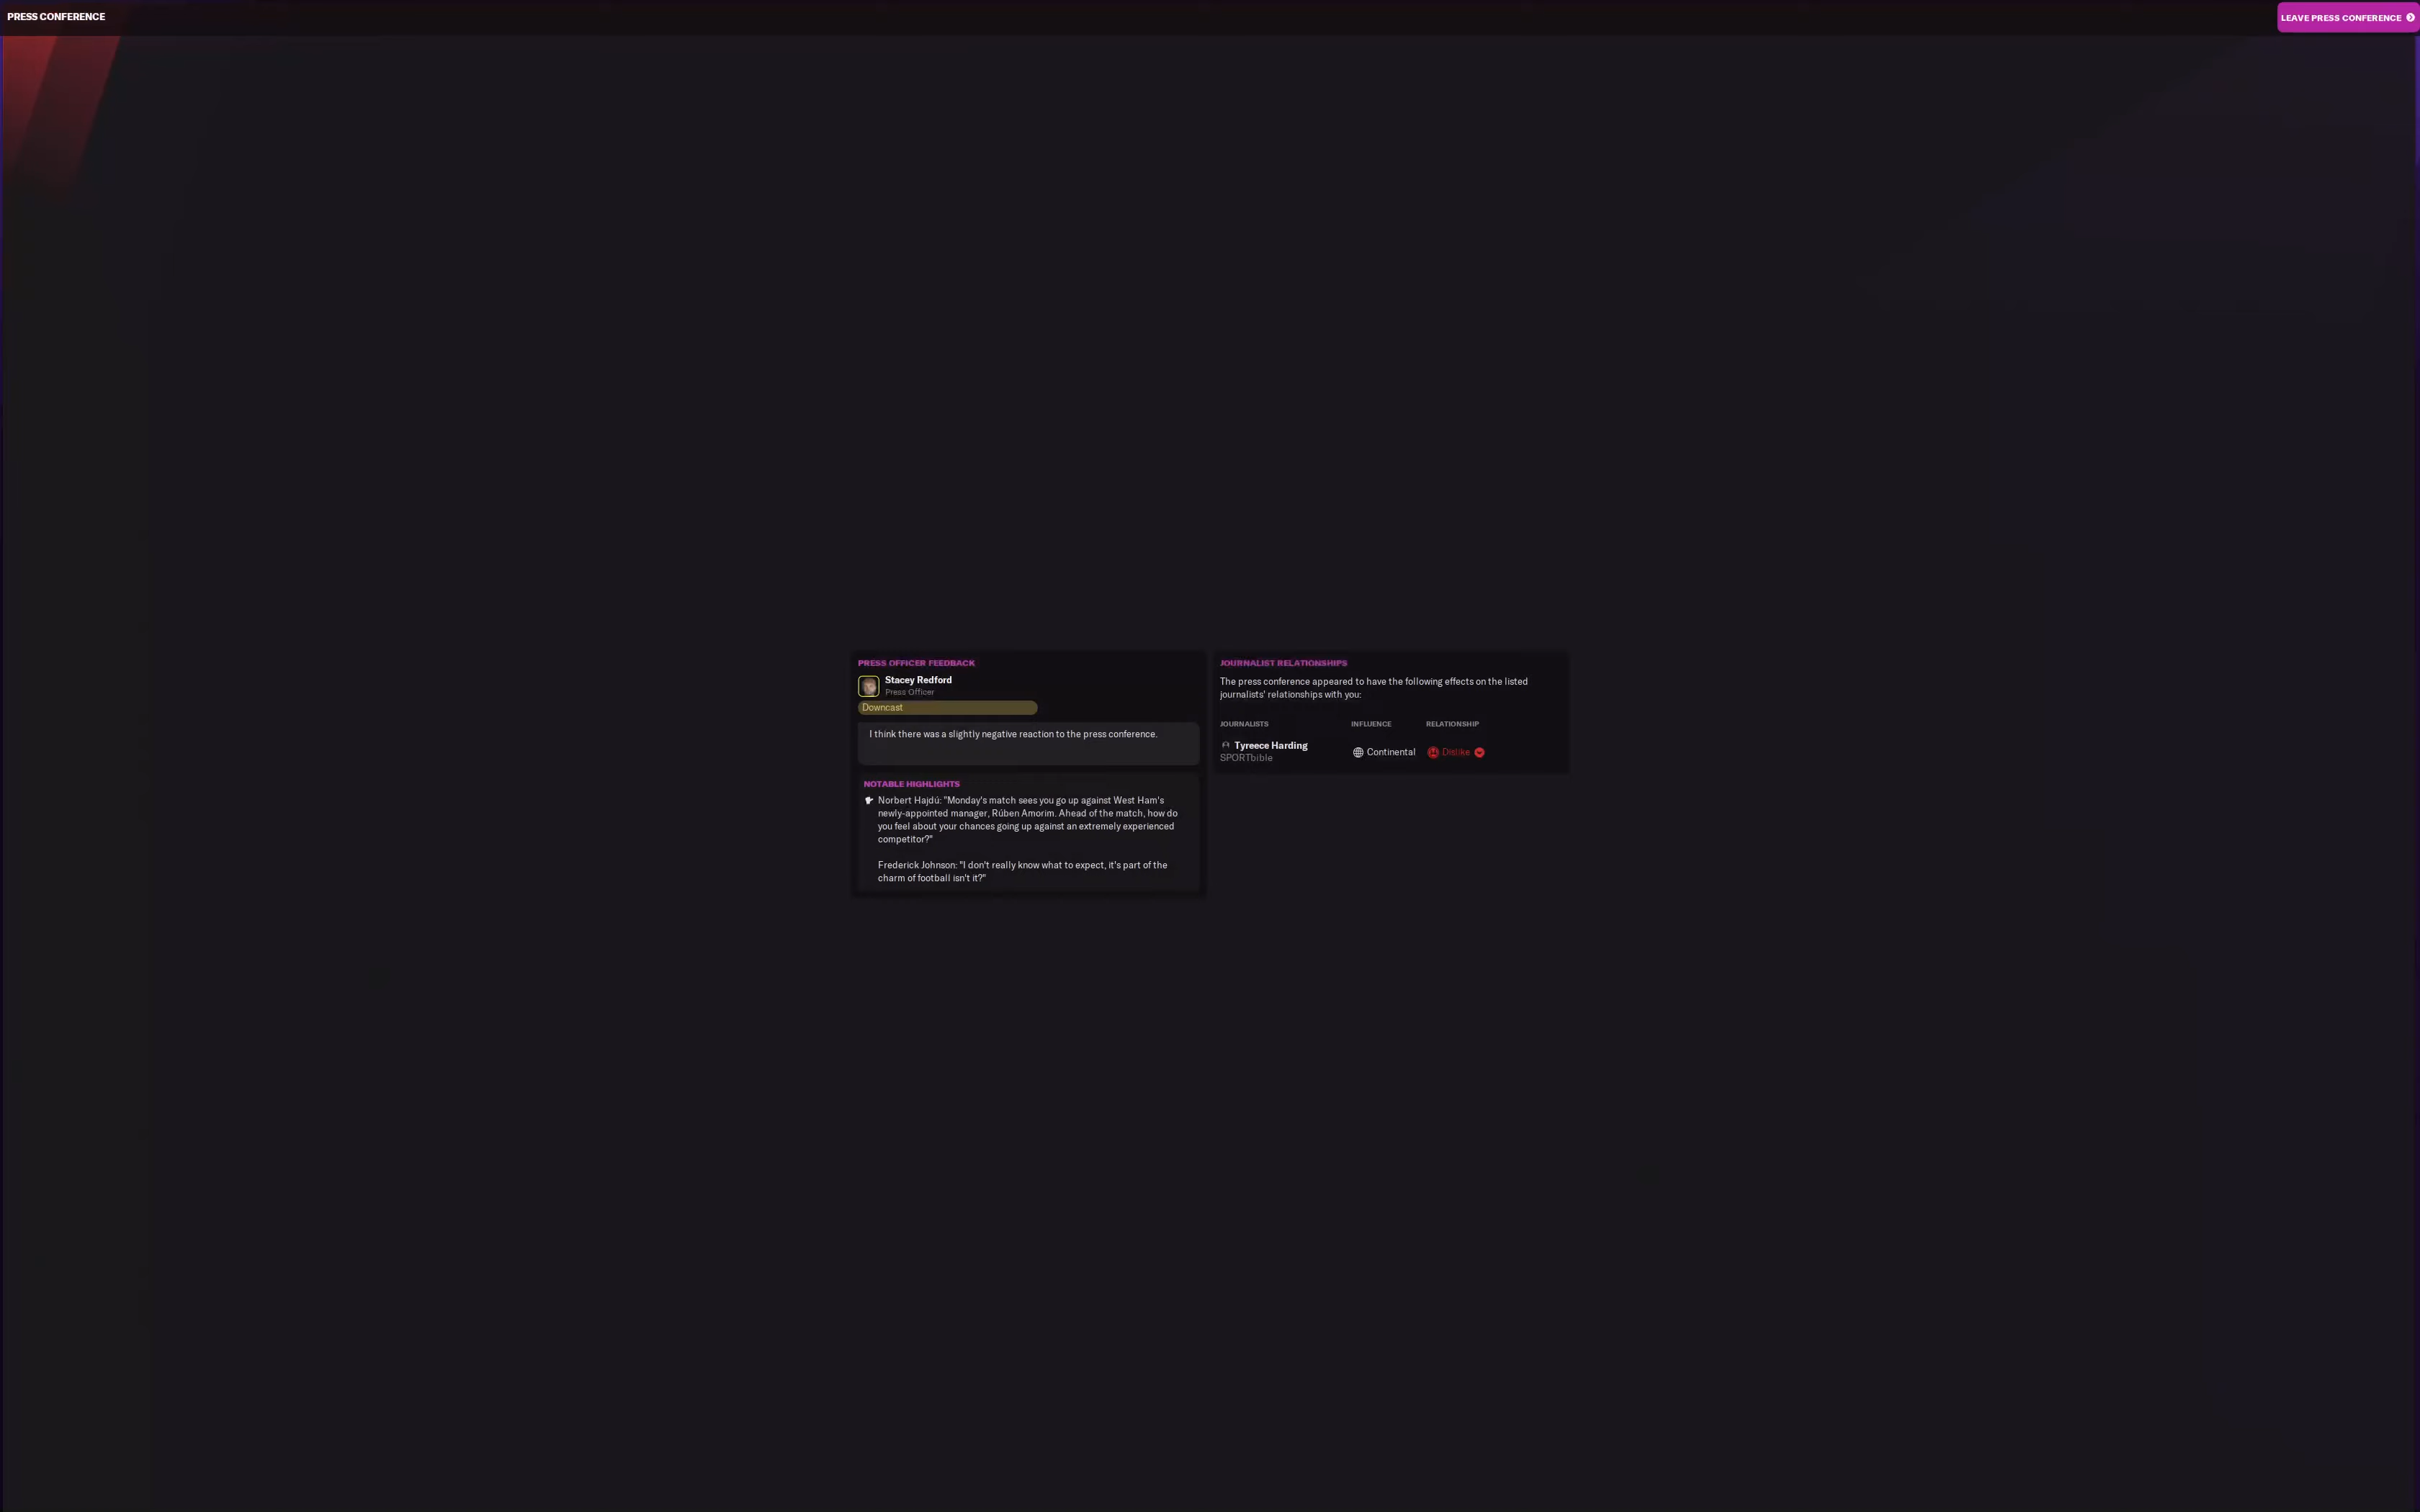 PRESS CONFERENCE
LEAVE PRESS CONFERENCE
PRESS OFFICER FEEDBACK
Stacey Redford
Press Officer
Downcast
I think there was a slightly negative reaction to the press conference.
NOTABLE HIGHLIGHTS
Norbert Hajdú: "Monday's match sees you go up against West Ham's
newly-appointed manager, Rúben Amorim. Ahead of the match, how do
you feel about your chances going up against an extremely experienced
competitor?"
Frederick Johnson: "I don't really know what to expect, it's part of the
charm of football isn't it?"
JOURNALIST RELATIONSHIPS
The press conference appeared to have the following effects on the listed
journalists' relationships with you:
JOURNALISTS INFLUENCE RELATIONSHIP
Tyreece Harding
SPORTbible
Continental
Dislike